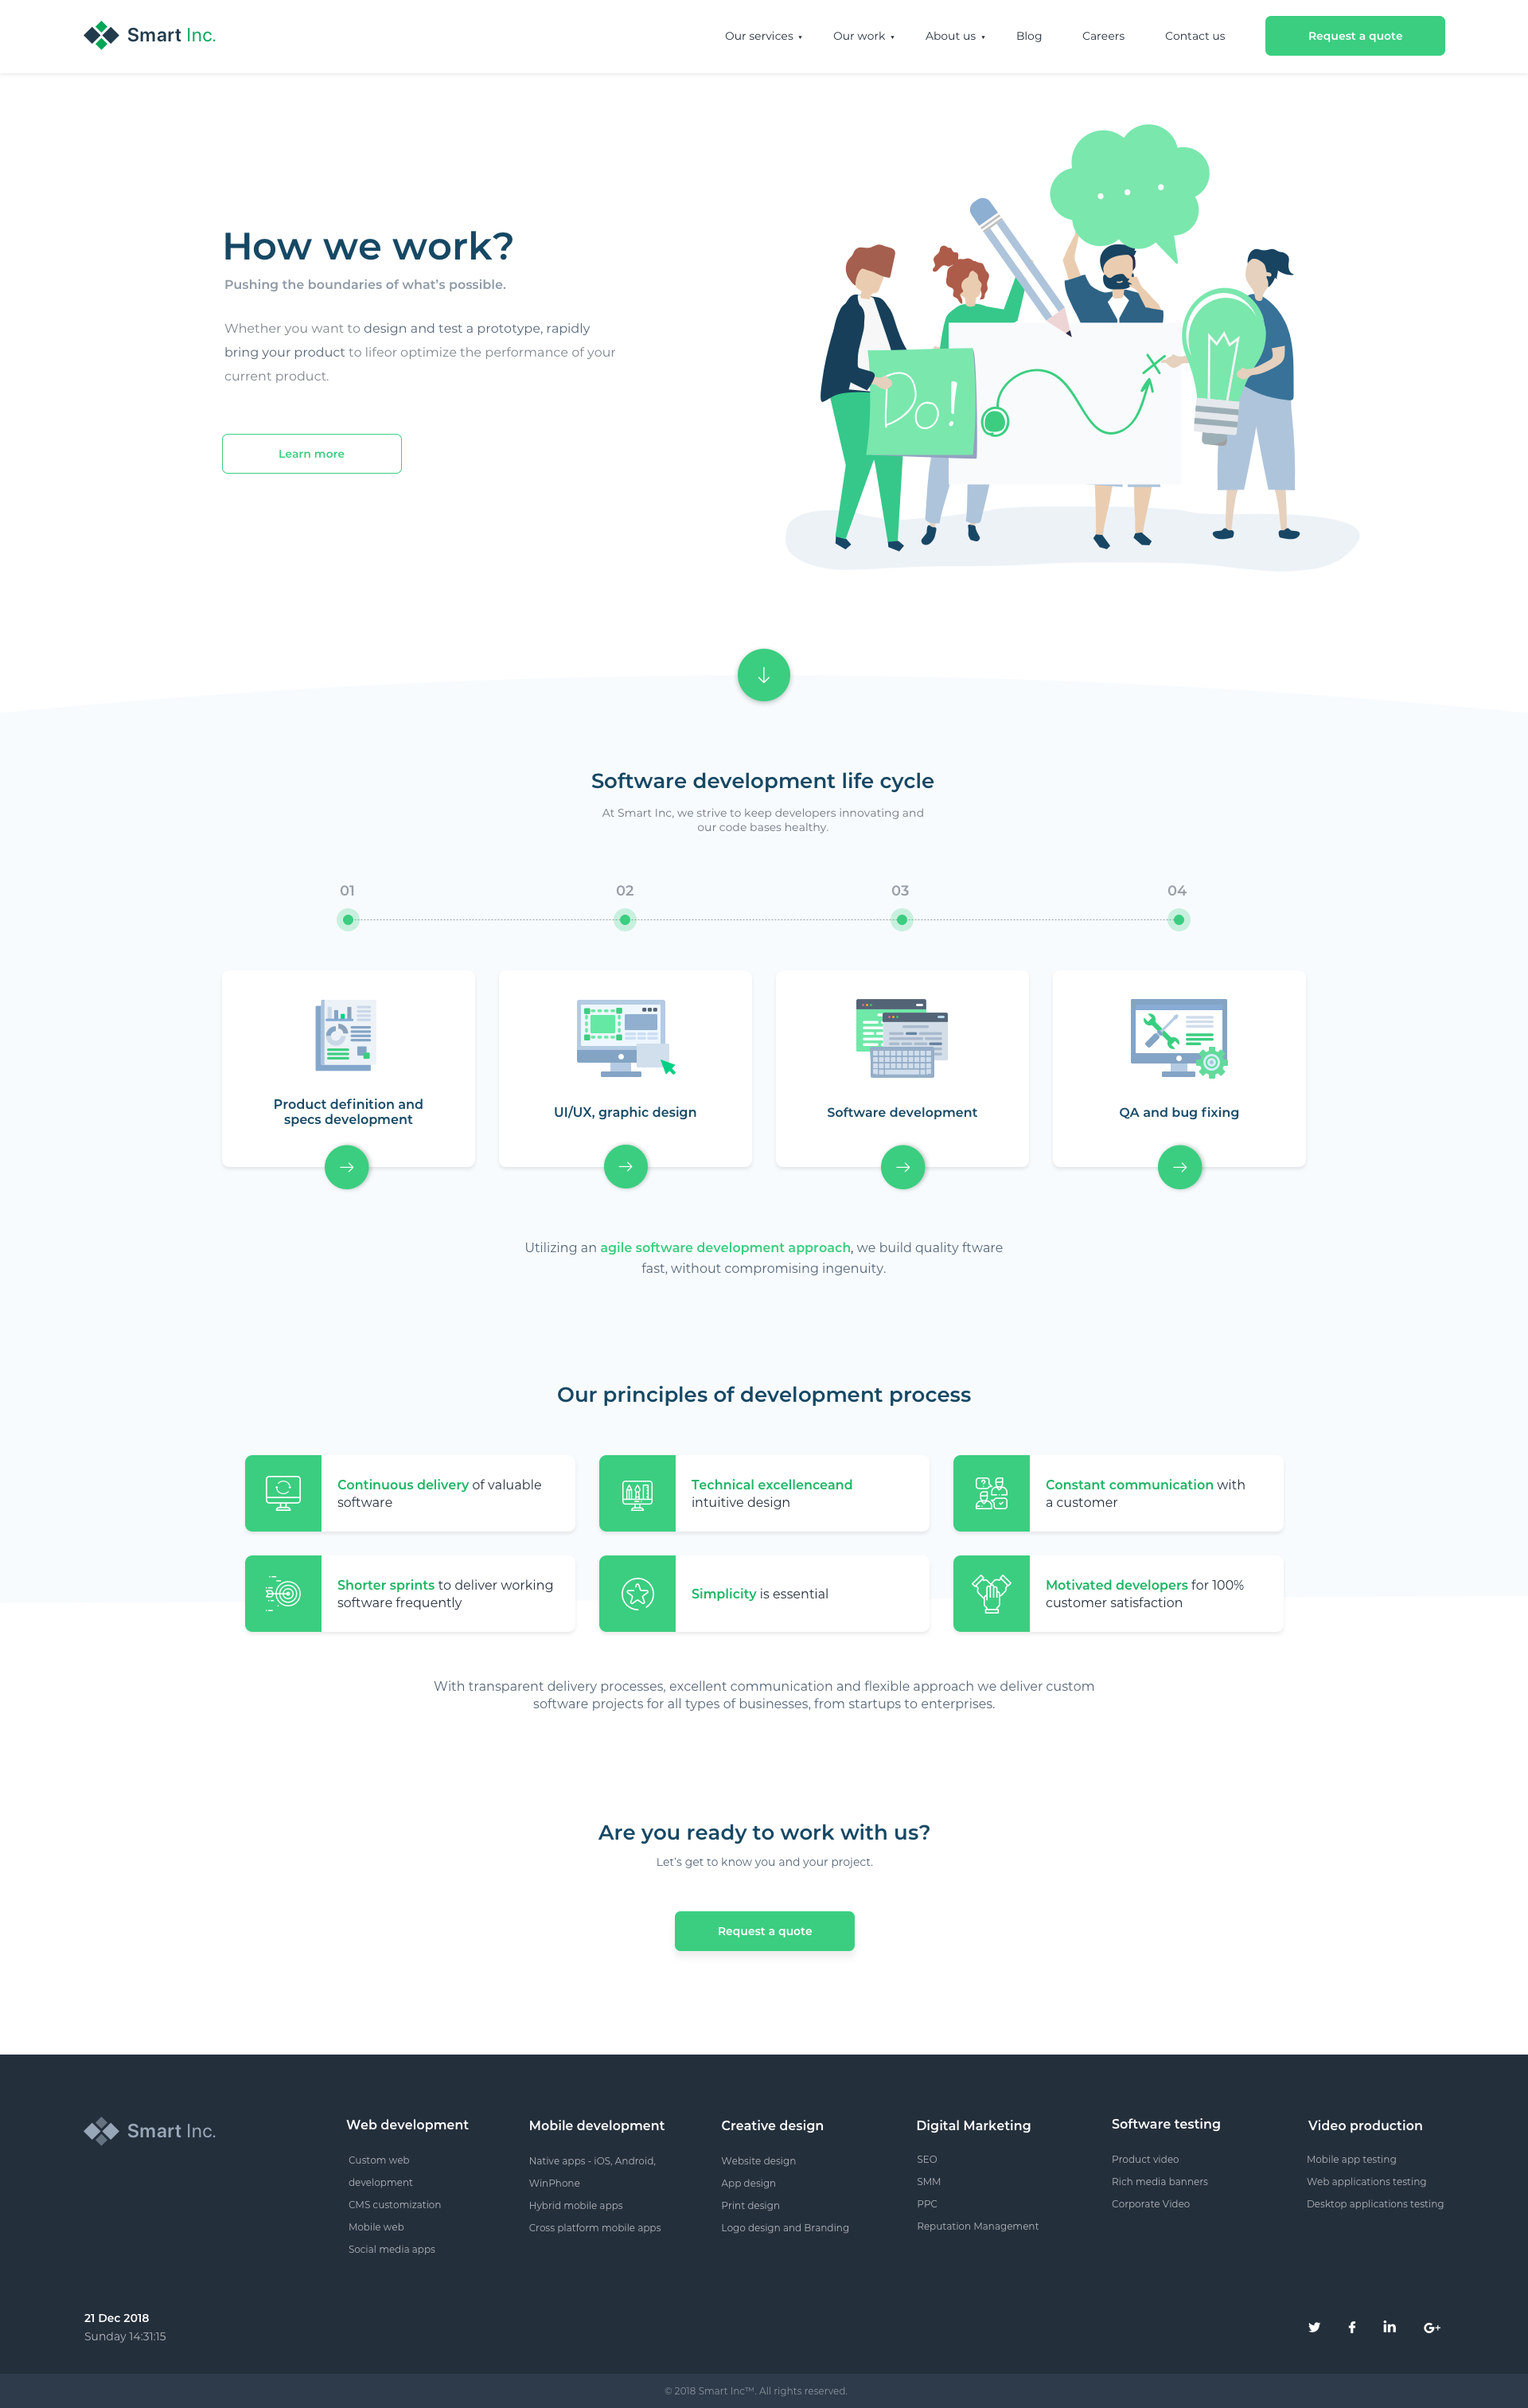 Smart Inc.
Our services ▾
Our work ▾
About us ▾
Blog
Careers
Contact us
Request a quote
How we work?
Pushing the boundaries of what's possible.
Whether you want to design and test a prototype, rapidly
bring your product to lifeor optimize the performance of your
current product.
Learn more
Do!
Software development life cycle
At Smart Inc, we strive to keep developers innovating and
our code bases healthy.
01
02
03
04
Product definition and
specs development
UI/UX, graphic design
Software development
QA and bug fixing
Utilizing an agile software development approach, we build quality ftware
fast, without compromising ingenuity.
Our principles of development process
Continuous delivery of valuable
software
Technical excellenceand
intuitive design
Constant communication with
a customer
Shorter sprints to deliver working
software frequently
Simplicity is essential
Motivated developers for 100%
customer satisfaction
With transparent delivery processes, excellent communication and flexible approach we deliver custom
software projects for all types of businesses, from startups to enterprises.
Are you ready to work with us?
Let's get to know you and your project.
Request a quote
Smart Inc.
Web development
Custom web
development
CMS customization
Mobile web
Social media apps
Mobile development
Native apps - iOS, Android,
WinPhone
Hybrid mobile apps
Cross platform mobile apps
Creative design
Website design
App design
Print design
Logo design and Branding
Digital Marketing
SEO
SMM
PPC
Reputation Management
Software testing
Product video
Rich media banners
Corporate Video
Video production
Mobile app testing
Web applications testing
Desktop applications testing
21 Dec 2018
Sunday 14:31:15
© 2018 Smart Inc™. All rights reserved.